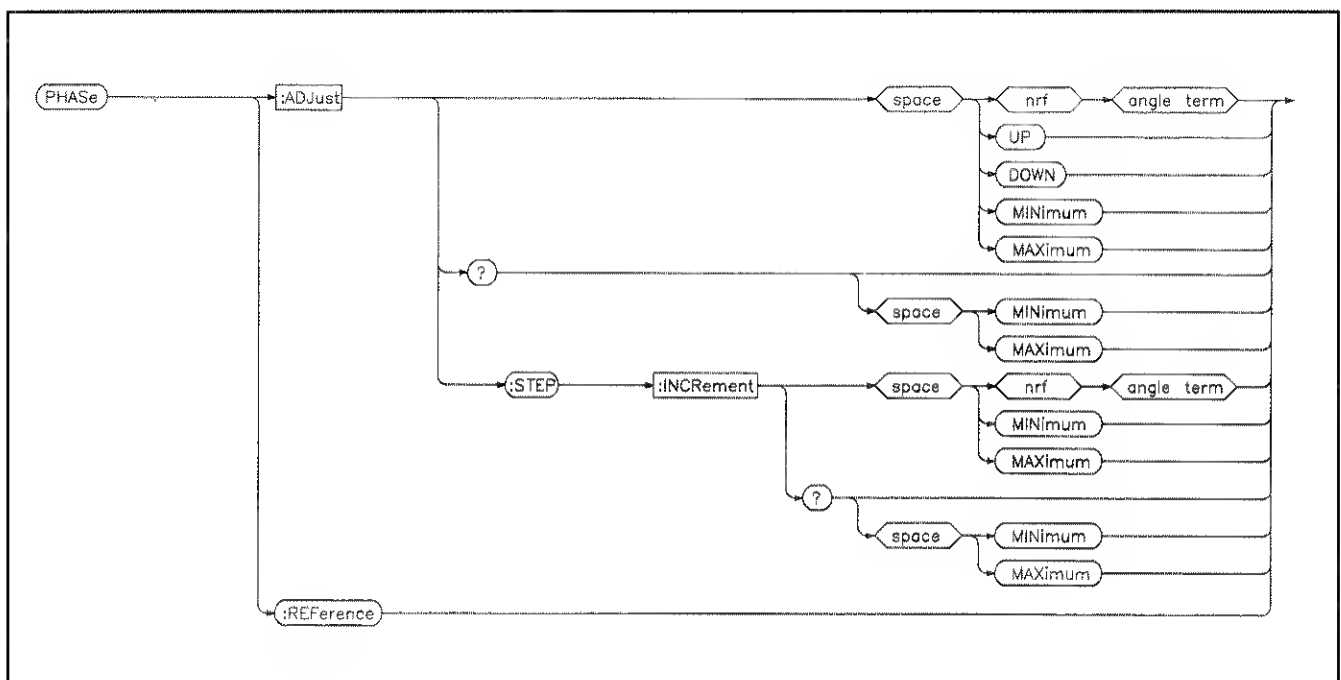 PHASe :ADJust space nrf angle term
UP
DOWN
MINimum
MAXimum
?
space MINimum
MAXimum
:STEP :INCRement space nrf angle term
MINimum
MAXimum
?
space MINimum
MAXimum
:REFerence